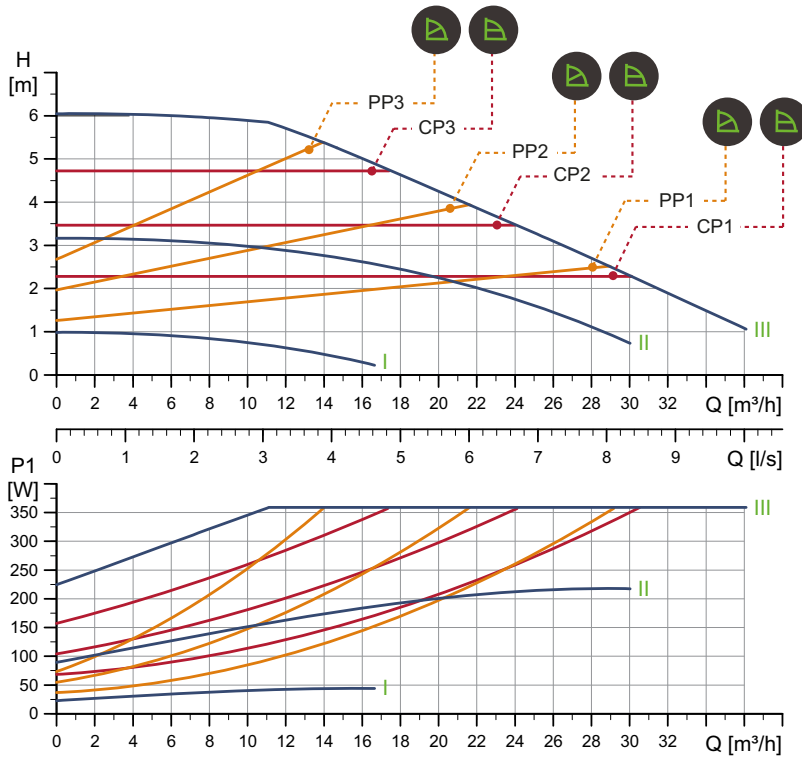 H
[m]
PP3
CP3
PP2
CP2
PP1
CP1
6
5
4
3
2
1
0
I
II
III
0 2 4 6 8 10 12 14 16 18 20 22 24 26 28 30 32 Q [m³/h]
0 1 2 3 4 5 6 7 8 9 Q [l/s]
P1
[W]
350
300
250
200
150
100
50
0
III
II
I
0 2 4 6 8 10 12 14 16 18 20 22 24 26 28 30 32 Q [m³/h]